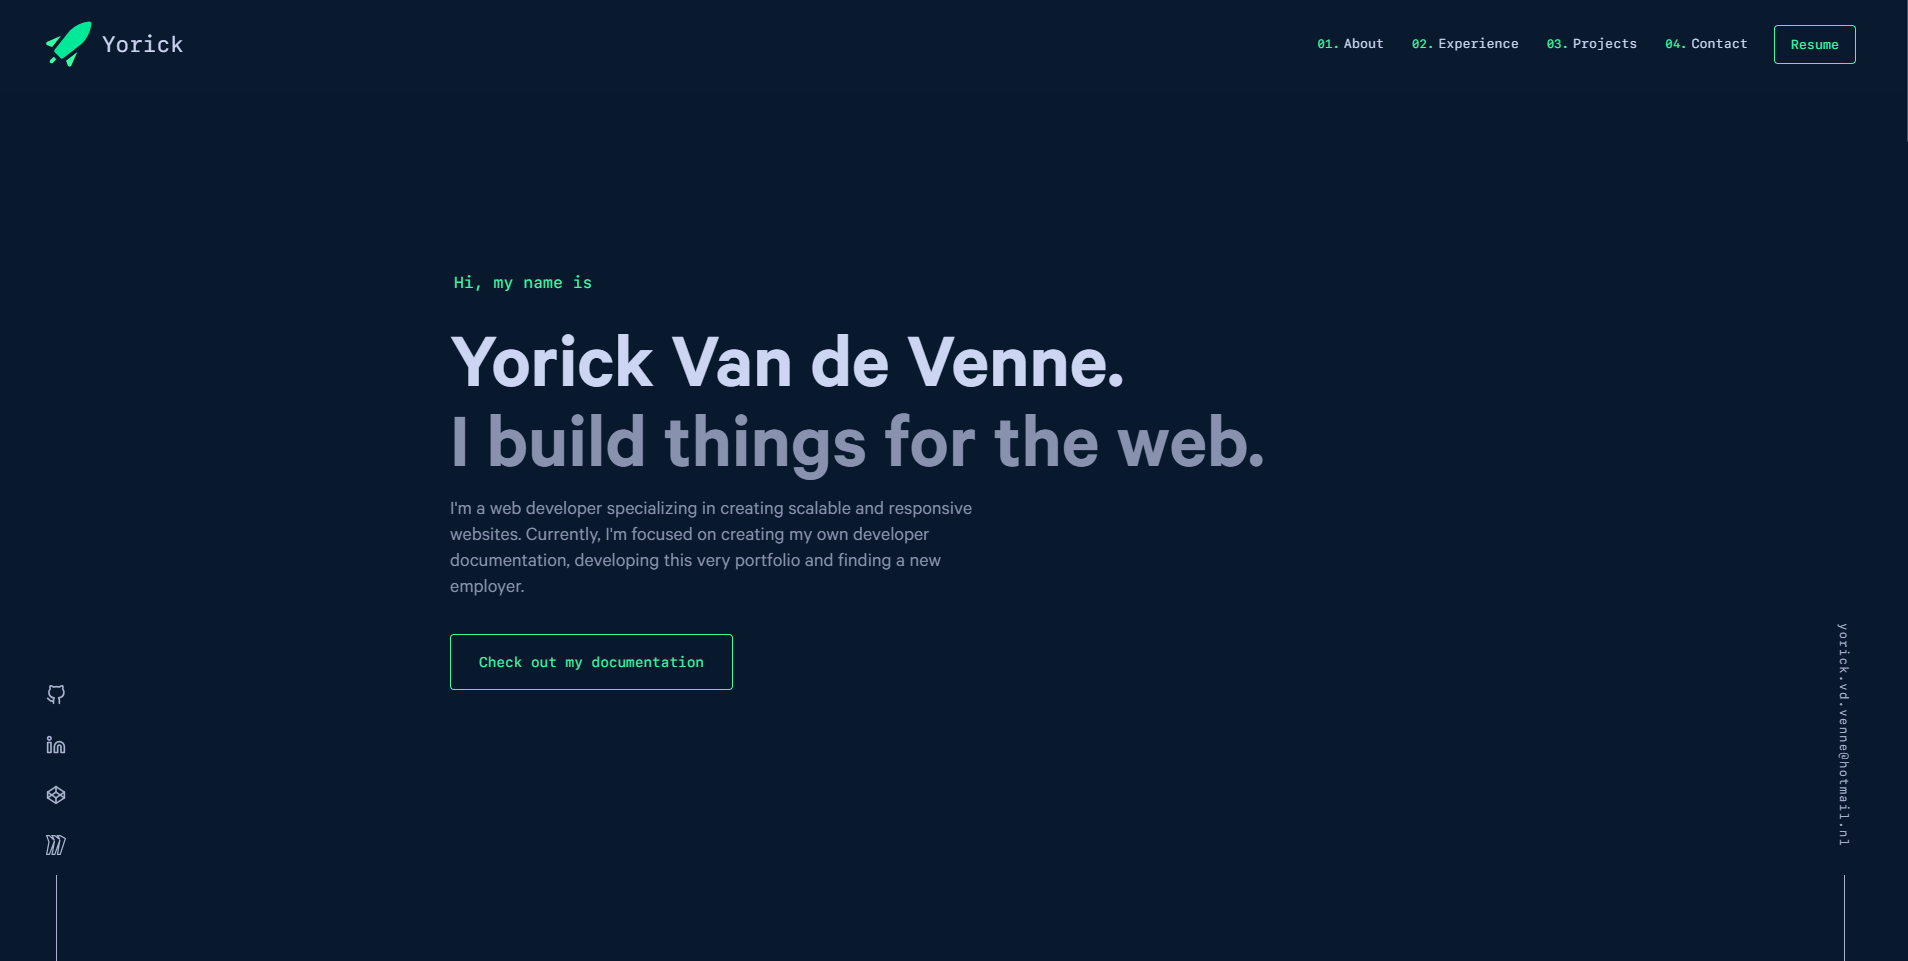 Yorick
01. About
02. Experience
03. Projects
04. Contact
Resume
Hi, my name is
Yorick Van de Venne.
I build things for the web.
I'm a web developer specializing in creating scalable and responsive
websites. Currently, I'm focused on creating my own developer
documentation, developing this very portfolio and finding a new
employer.
Check out my documentation
yorick.vd.venne@hotmail.nl